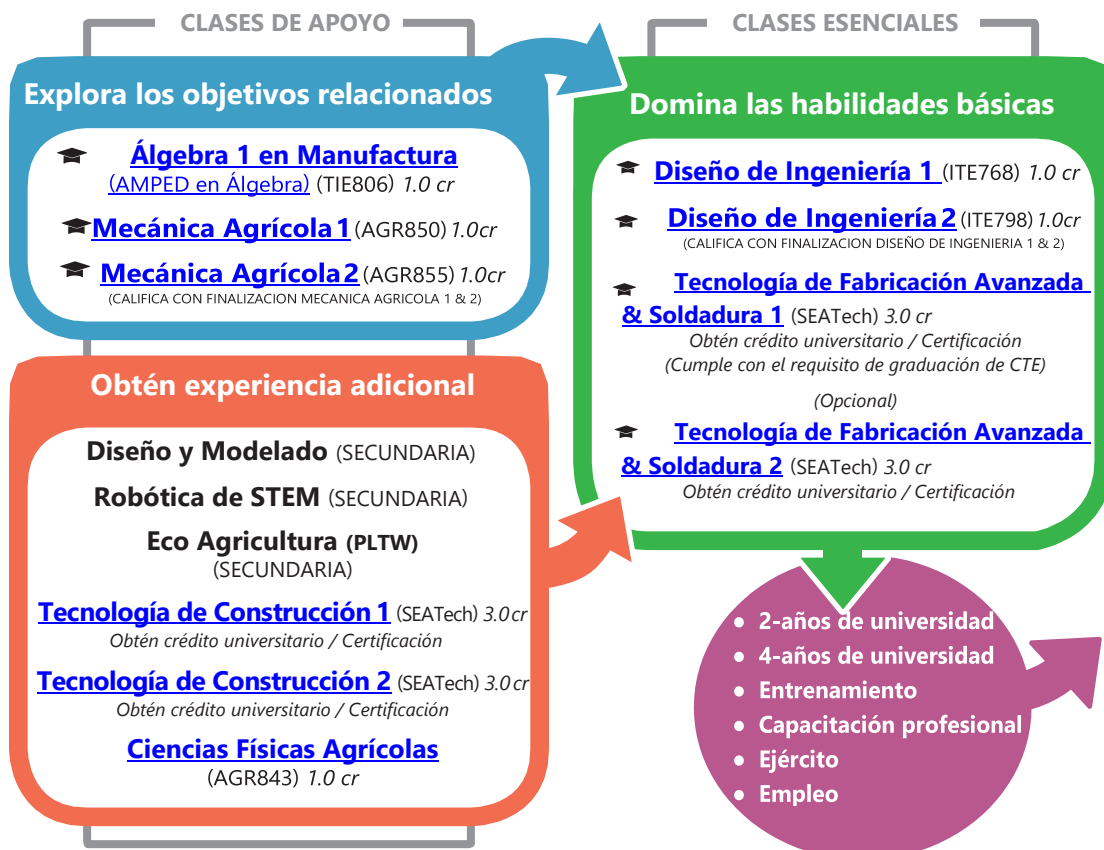 CLASES DE APOYO
Explora los objetivos relacionados
Álgebra 1 en Manufactura
(AMPED en Álgebra) (TIE806) 1.0 cr
Mecánica Agrícola 1 (AGR850) 1.0cr
Mecánica Agrícola 2 (AGR855) 1.0cr
(CALIFICA CON FINALIZACION MECANICA AGRICOLA 1 & 2)
Obtén experiencia adicional
Diseño y Modelado (SECUNDARIA)
Robótica de STEM (SECUNDARIA)
Eco Agricultura (PLTW)
(SECUNDARIA)
Tecnología de Construcción 1 (SEATech) 3.0 cr
Obtén crédito universitario / Certificación
Tecnología de Construcción 2 (SEATech) 3.0 cr
Obtén crédito universitario / Certificación
Ciencias Físicas Agrícolas
(AGR843) 1.0 cr
CLASES ESENCIALES
Domina las habilidades básicas
Diseño de Ingeniería 1 (ITE768) 1.0 cr
Diseño de Ingeniería 2 (ITE798) 1.0cr
(CALIFICA CON FINALIZACION DISEÑO DE INGENIERIA 1 & 2)
Tecnología de Fabricación Avanzada
& Soldadura 1 (SEATech) 3.0 cr
Obtén crédito universitario / Certificación
(Cumple con el requisito de graduación de CTE)
(Opcional)
Tecnología de Fabricación Avanzada
& Soldadura 2 (SEATech) 3.0 cr
Obtén crédito universitario / Certificación
• 2-años de universidad
• 4-años de universidad
• Entrenamiento
• Capacitación profesional
• Ejército
• Empleo